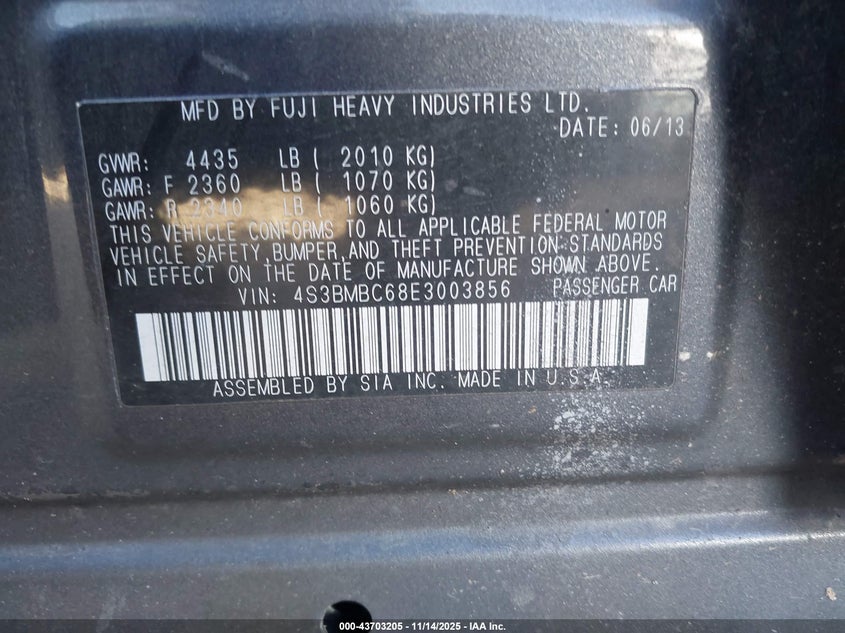 MFD BY FUJI HEAVY INDUSTRIES LTD.
DATE: 06/13
GVWR: 4435 LB ( 2010 KG)
GAWR: F 2360 LB ( 1070 KG)
GAWR: R 2340 LB ( 1060 KG)
THIS VEHICLE CONFORMS TO ALL APPLICABLE FEDERAL MOTOR
VEHICLE SAFETY, BUMPER, AND THEFT PREVENTION STANDARDS
IN EFFECT ON THE DATE OF MANUFACTURE SHOWN ABOVE.
VIN: 4S3BMBC68E3003856 PASSENGER CAR
ASSEMBLED BY SIA INC. MADE IN U.S.A.
000-43703205 - 11/14/2025 - IAA Inc.